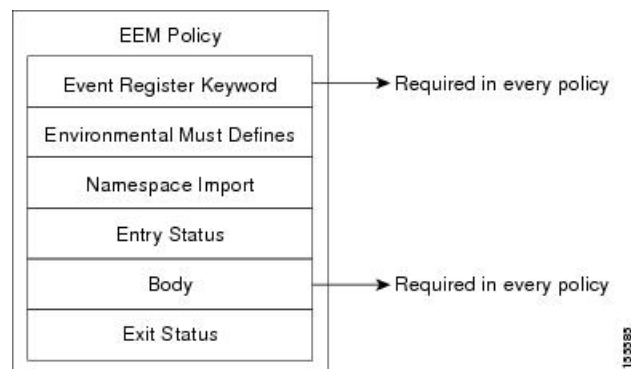 EEM Policy
Event Register Keyword
Required in every policy
Environmental Must Defines
Namespace Import
Entry Status
Body
Required in every policy
Exit Status
155585